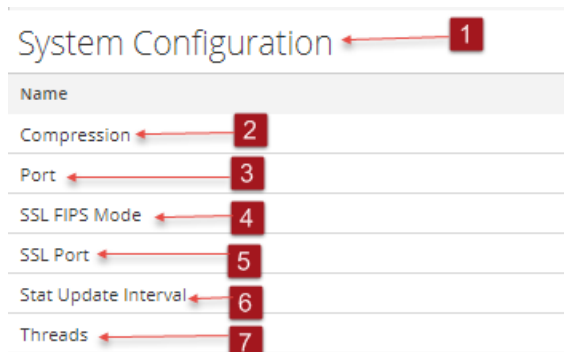 System Configuration 1
Name
Compression 2
Port 3
SSL FIPS Mode 4
SSL Port 5
Stat Update Interval 6
Threads 7